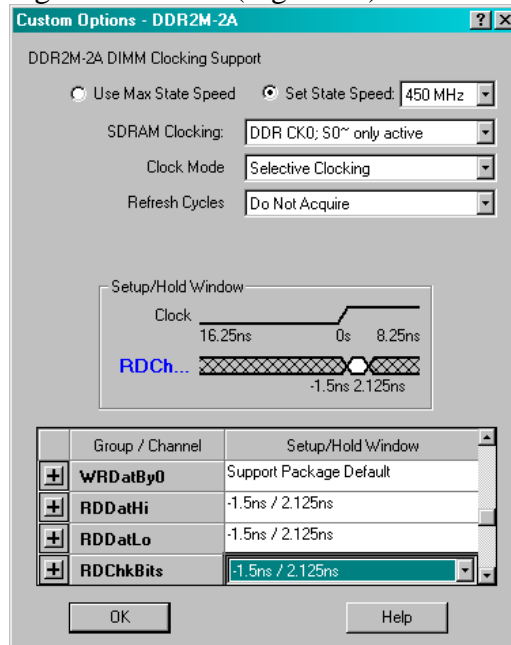 Custom Options - DDR2M-2A
DDR2M-2A DIMM Clocking Support
Use Max State Speed Set State Speed: 450 MHz
SDRAM Clocking: DDR CK0; S0~ only active
Clock Mode Selective Clocking
Refresh Cycles Do Not Acquire
Setup/Hold Window
Clock
16.25ns 0s 8.25ns
RDCh...
-1.5ns 2.125ns
Group / Channel Setup/Hold Window
WRDatBy0 Support Package Default
RDDatHi -1.5ns / 2.125ns
RDDatLo -1.5ns / 2.125ns
RDChkBits -1.5ns / 2.125ns
OK Help